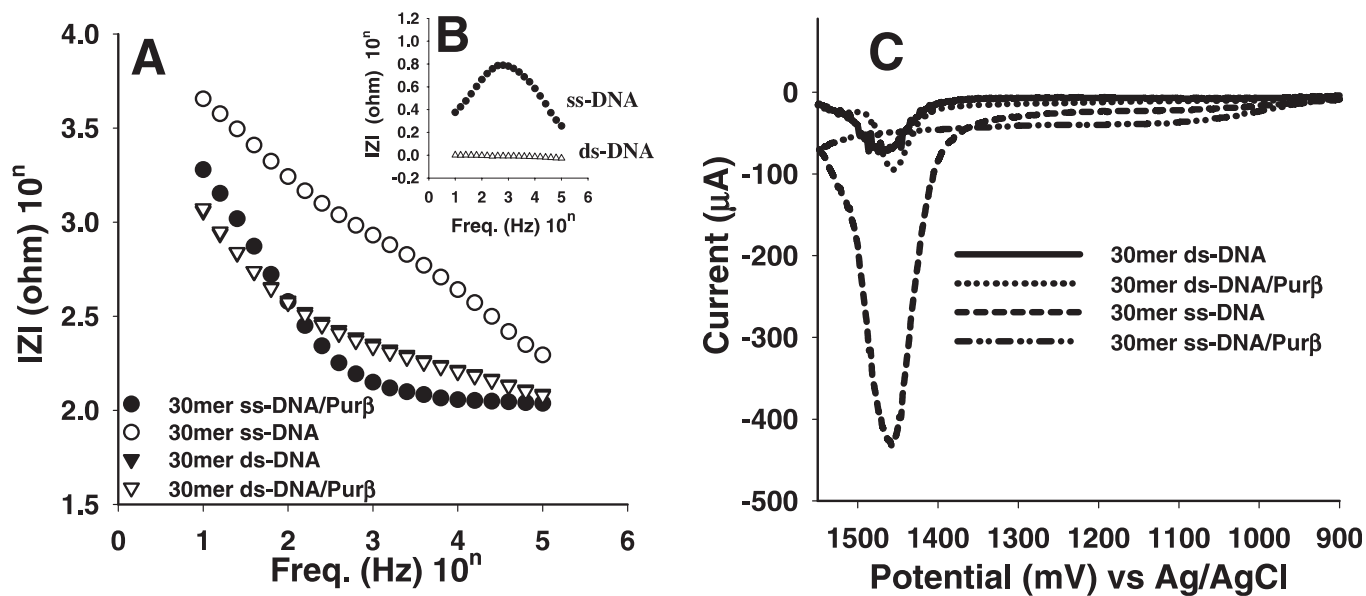 A
4.0
3.5
3.0
2.5
2.0
1.5
IZI (ohm) 10ⁿ
30mer ss-DNA/Purβ
30mer ss-DNA
30mer ds-DNA
30mer ds-DNA/Purβ
0 1 2 3 4 5 6
Freq. (Hz) 10ⁿ
B
1.2
1.0
0.8
0.6
0.4
0.2
0.0
-0.2
IZI (ohm) 10ⁿ
ss-DNA
ds-DNA
0 1 2 3 4 5 6
Freq. (Hz) 10ⁿ
C
0
-100
-200
-300
-400
-500
Current (μA)
30mer ds-DNA
30mer ds-DNA/Purβ
30mer ss-DNA
30mer ss-DNA/Purβ
1500 1400 1300 1200 1100 1000 900
Potential (mV) vs Ag/AgCl